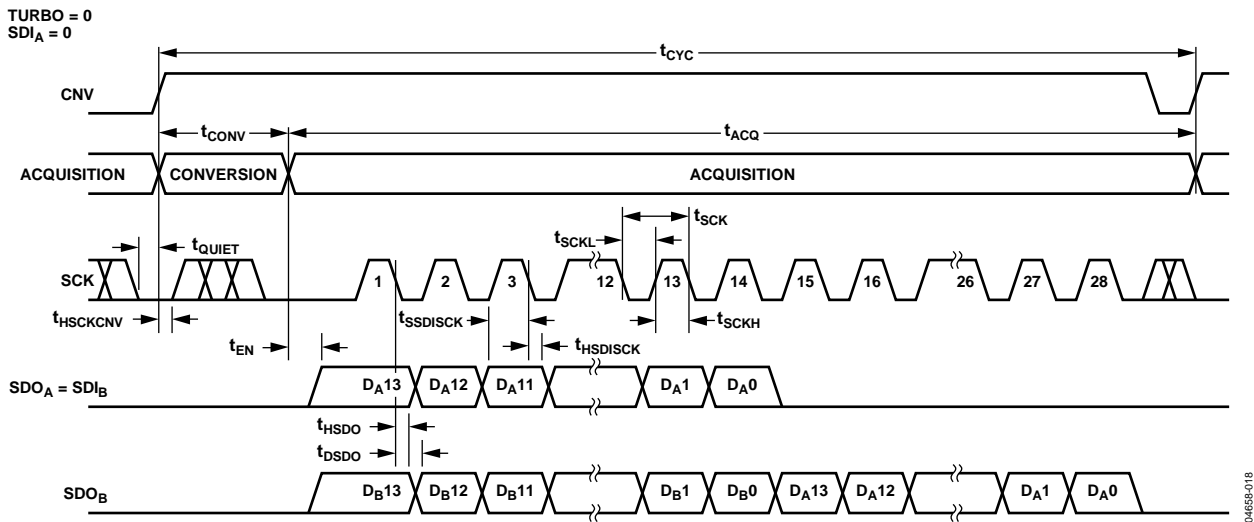 TURBO = 0
SDIA = 0
tCYC
CNV
tCONV
tACQ
ACQUISITION
CONVERSION
ACQUISITION
tSCK
tSCKL
tQUIET
SCK
1
2
3
12
13
14
15
16
26
27
28
tHSCKCNV
tSSDISCK
tSCKH
tEN
tHSDISCK
SDOA = SDIB
DA13
DA12
DA11
DA1
DA0
tHSDO
tDSDO
SDOB
DB13
DB12
DB11
DB1
DB0
DA13
DA12
DA1
DA0
04658-018